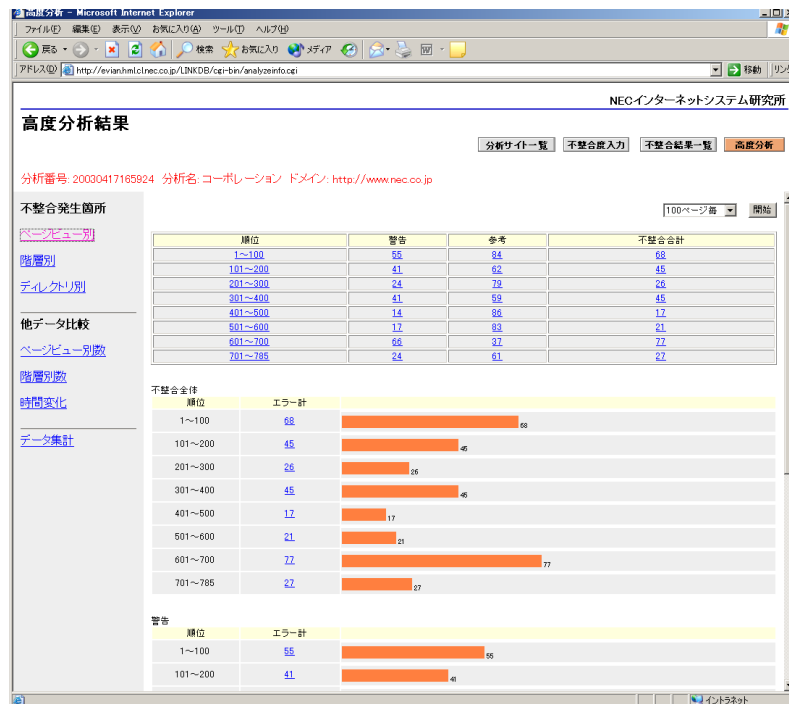 高度分析 - Microsoft Internet Explorer
ファイル(F) 編集(E) 表示(V) お気に入り(A) ツール(T) ヘルプ(H)
戻る 検索 お気に入り メディア
アドレス(D) http://evian.hml.cl.nec.co.jp/LINKDB/cgi-bin/analyzeinfo.cgi 移動 リンク
NECインターネットシステム研究所
高度分析結果
分析サイト一覧 不整合度入力 不整合結果一覧 高度分析
分析番号: 20030417165924 分析名: コーポレーション ドメイン: http://www.nec.co.jp
不整合発生箇所
ページビュー別
階層別
ディレクトリ別
他データ比較
ページビュー別数
階層別数
時間変化
データ集計
100ページ毎 開始
順位 警告 参考 不整合合計
1～100 55 84 68
101～200 41 62 45
201～300 24 79 26
301～400 41 59 45
401～500 14 86 17
501～600 17 83 21
601～700 66 37 77
701～785 24 61 27
不整合全体
順位 エラー計
1～100 68 68
101～200 45 45
201～300 26 26
301～400 45 45
401～500 17 17
501～600 21 21
601～700 77 77
701～785 27 27
警告
順位 エラー計
1～100 55 55
101～200 41 41
イントラネット